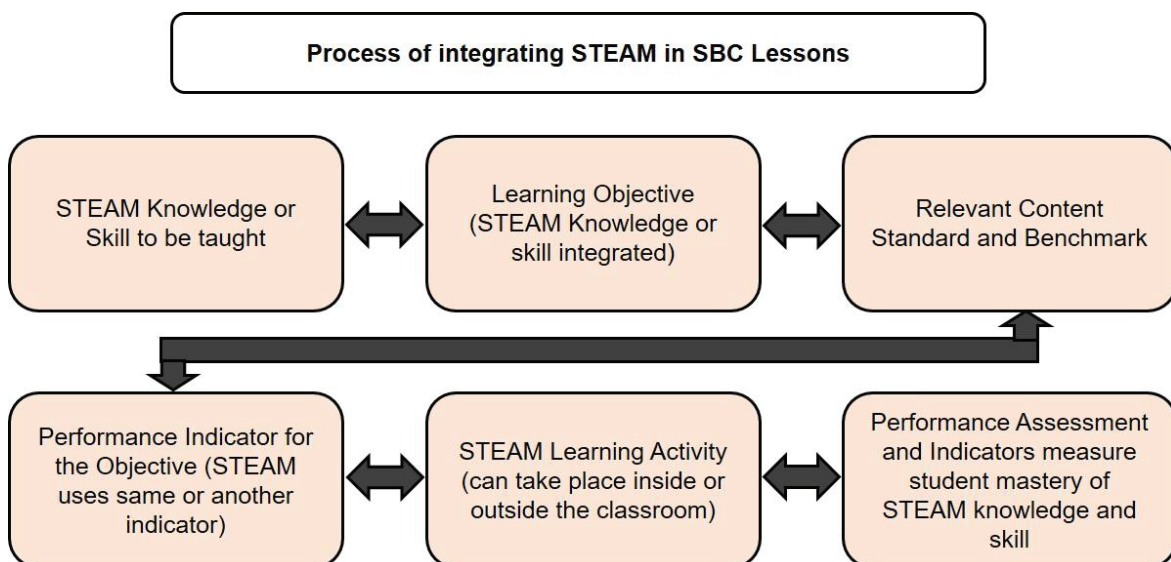 Process of integrating STEAM in SBC Lessons
STEAM Knowledge or
Skill to be taught
Learning Objective
(STEAM Knowledge or
skill integrated)
Relevant Content
Standard and Benchmark
Performance Indicator for
the Objective (STEAM
uses same or another
indicator)
STEAM Learning Activity
(can take place inside or
outside the classroom)
Performance Assessment
and Indicators measure
student mastery of
STEAM knowledge and
skill